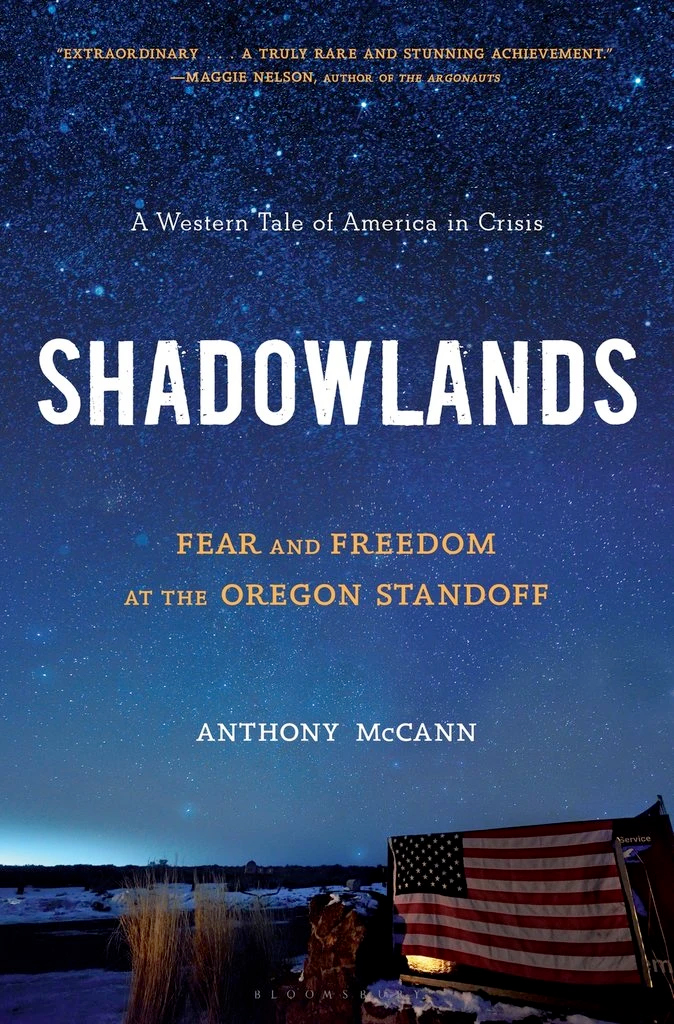 “EXTRAORDINARY . . . . A TRULY RARE AND STUNNING ACHIEVEMENT.”
—MAGGIE NELSON, AUTHOR OF THE ARGONAUTS
A Western Tale of America in Crisis
SHADOWLANDS
FEAR AND FREEDOM
AT THE OREGON STANDOFF
ANTHONY McCANN
Service
BLOOMSBURY